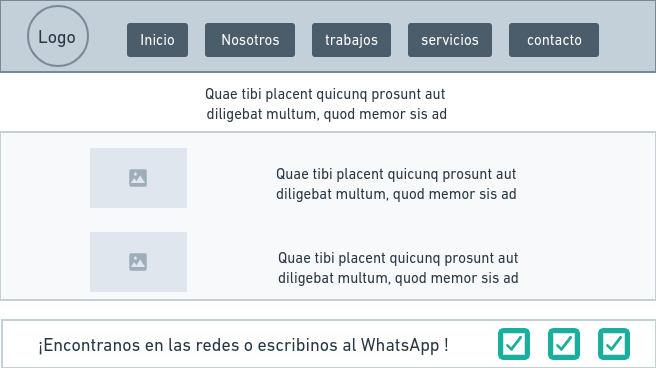 Logo
Inicio
Nosotros
trabajos
servicios
contacto
Quae tibi placent quicunq prosunt aut
diligebat multum, quod memor sis ad
Quae tibi placent quicunq prosunt aut
diligebat multum, quod memor sis ad
Quae tibi placent quicunq prosunt aut
diligebat multum, quod memor sis ad
¡Encontranos en las redes o escribinos al WhatsApp !